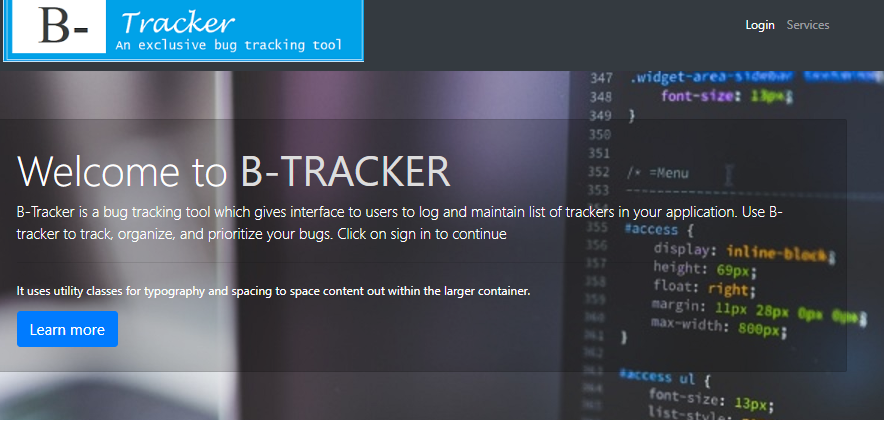 B- Tracker
An exclusive bug tracking tool
Login Services
Welcome to B-TRACKER
B-Tracker is a bug tracking tool which gives interface to users to log and maintain list of trackers in your application. Use B-
tracker to track, organize, and prioritize your bugs. Click on sign in to continue
It uses utility classes for typography and spacing to space content out within the larger container.
Learn more
347 .widget-area-sidebar
348 font-size: 13px;
349 }
350
351
352 /* =Menu
353
355 #access {
356 display: inline-block;
357 height: 69px;
358 float: right;
359 margin: 11px 28px 0px 0px;
360 max-width: 800px;
361 }
362
363 #access ul {
364 font-size: 13px;
365 list-style: